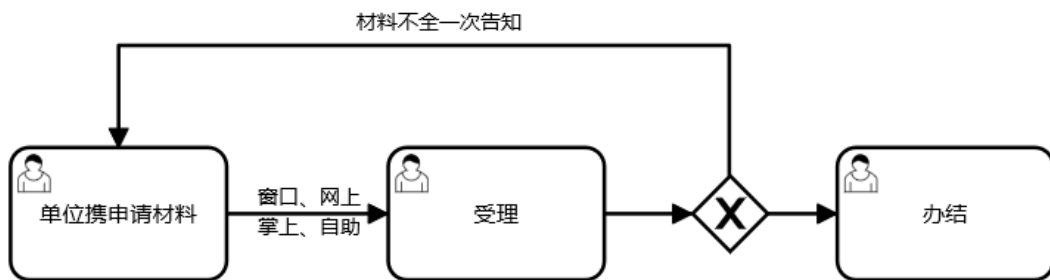 材料不全一次告知
单位携申请材料
窗口、网上
掌上、自助
受理
X
办结